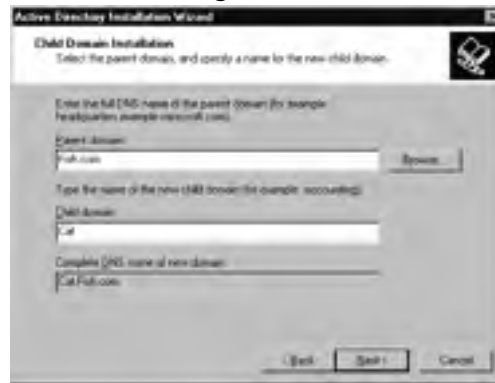 Active Directory Installation Wizard
Child Domain Installation
Select the parent domain, and specify a name for the new child domain.
Enter the full DNS name of the parent domain (for example
headquarters.example.microsoft.com).
Parent domain:
Fish.com
Browse...
Type the name of the new child domain (for example: accounting).
Child domain:
Cat
Complete DNS name of new domain:
Cat.Fish.com
< Back
Next >
Cancel